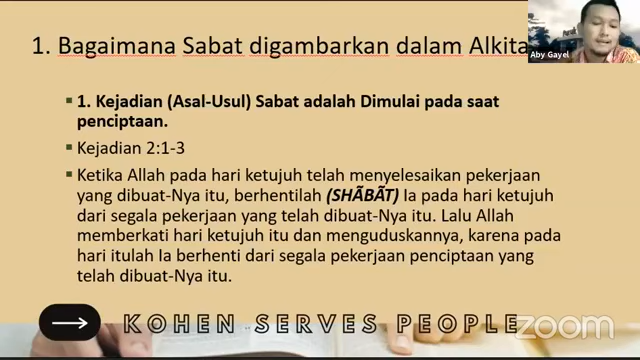 1. Bagaimana Sabat digambarkan dalam Alkita
Aby Gayel
1. Kejadian (Asal-Usul) Sabat adalah Dimulai pada saat
penciptaan.
Kejadian 2:1-3
Ketika Allah pada hari ketujuh telah menyelesaikan pekerjaan
yang dibuat-Nya itu, berhentilah (SHÃBÃT) Ia pada hari ketujuh
dari segala pekerjaan yang telah dibuat-Nya itu. Lalu Allah
memberkati hari ketujuh itu dan menguduskannya, karena pada
hari itulah Ia berhenti dari segala pekerjaan penciptaan yang
telah dibuat-Nya itu.
KOHEN SERVES PEOPLE
zoom